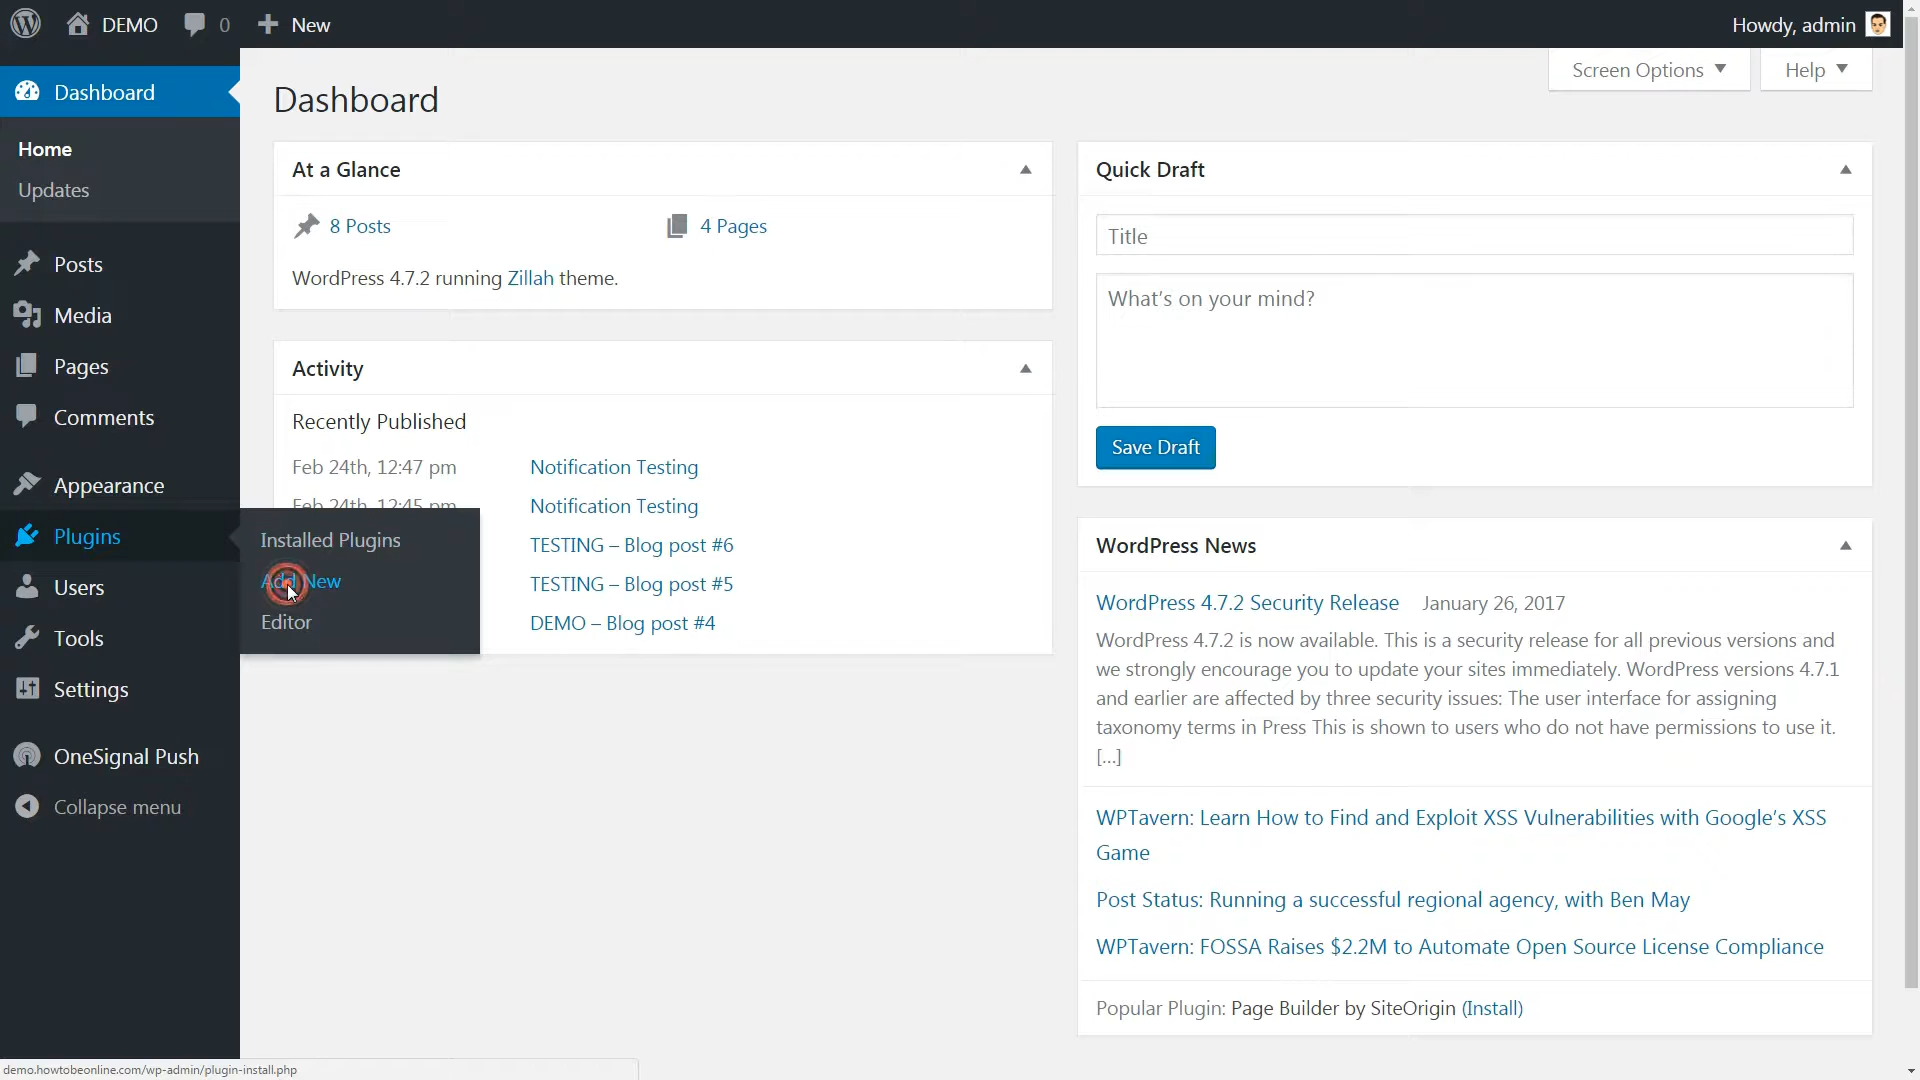 DEMO 0 New Howdy, admin
Screen Options Help
Dashboard
Home
Updates
Posts
Media
Pages
Comments
Appearance
Plugins
Users
Tools
Settings
OneSignal Push
Collapse menu
Installed Plugins
Add New
Editor
Dashboard
At a Glance
8 Posts 4 Pages
WordPress 4.7.2 running Zillah theme.
Activity
Recently Published
Feb 24th, 12:47 pm Notification Testing
Feb 24th, 12:45 pm Notification Testing
TESTING – Blog post #6
TESTING – Blog post #5
DEMO – Blog post #4
Quick Draft
Title
What's on your mind?
Save Draft
WordPress News
WordPress 4.7.2 Security Release January 26, 2017
WordPress 4.7.2 is now available. This is a security release for all previous versions and
we strongly encourage you to update your sites immediately. WordPress versions 4.7.1
and earlier are affected by three security issues: The user interface for assigning
taxonomy terms in Press This is shown to users who do not have permissions to use it.
[...]
WPTavern: Learn How to Find and Exploit XSS Vulnerabilities with Google's XSS
Game
Post Status: Running a successful regional agency, with Ben May
WPTavern: FOSSA Raises $2.2M to Automate Open Source License Compliance
Popular Plugin: Page Builder by SiteOrigin (Install)
demo.howtobeonline.com/wp-admin/plugin-install.php